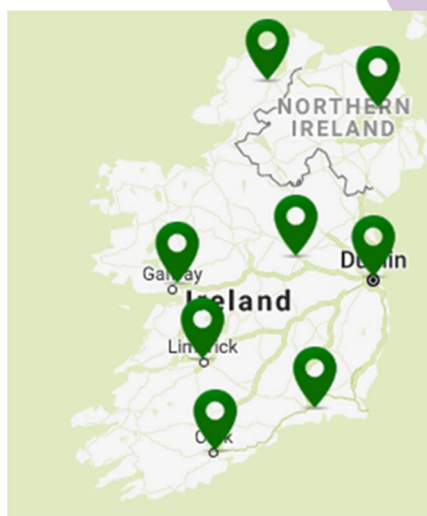 NORTHERN
IRELAND
Dublin
Galway
Ireland
Limerick
Cork